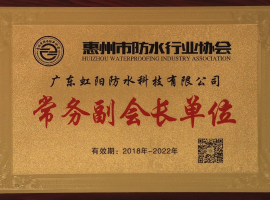 惠州市防水行业协会
HUIZHOU WATERPROOFING INDUSTRY ASSOCIATION
广东虹阳防水科技有限公司
常务副会长单位
有效期：2018年-2022年